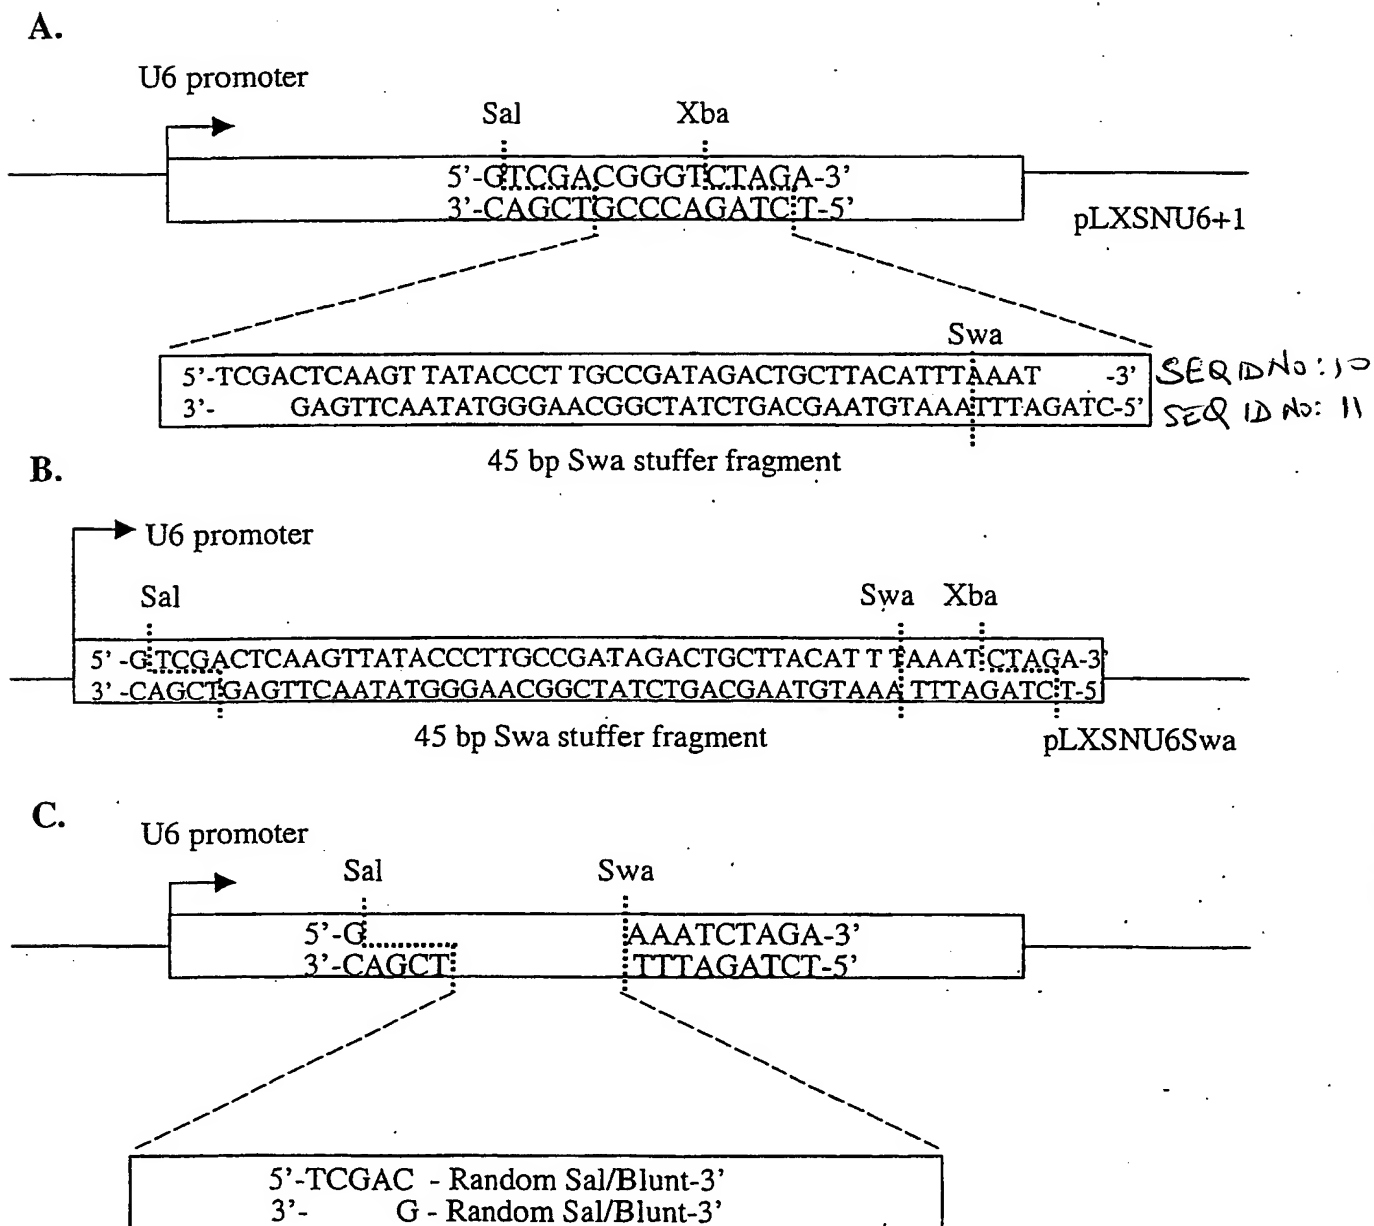 A.
U6 promoter
Sal Xba
5'-GTCGACGGGTCTAGA-3'
3'-CAGCTGCCCAGATCT-5'
pLXSNU6+1
Swa
5'-TCGACTCAAGT TATACCCT TGCCGATAGACTGCTTACATTTAAAT -3' SEQ ID No: 10
3'- GAGTTCAATATGGGAACGGCTATCTGACGAATGTAAATTTAGATC-5' SEQ ID No: 11
45 bp Swa stuffer fragment
B.
U6 promoter
Sal Swa Xba
5'-GTCGACTCAAGTTATACCCTTGCCGATAGACTGCTTACAT T TAAATCTAGA-3'
3'-CAGCTGAGTTCAATATGGGAACGGCTATCTGACGAATGTAAA TTTAGATCT-5
45 bp Swa stuffer fragment pLXSNU6Swa
C.
U6 promoter
Sal Swa
5'-G AAATCTAGA-3'
3'-CAGCT TTTAGATCT-5'
5'-TCGAC - Random Sal/Blunt-3'
3'- G - Random Sal/Blunt-3'